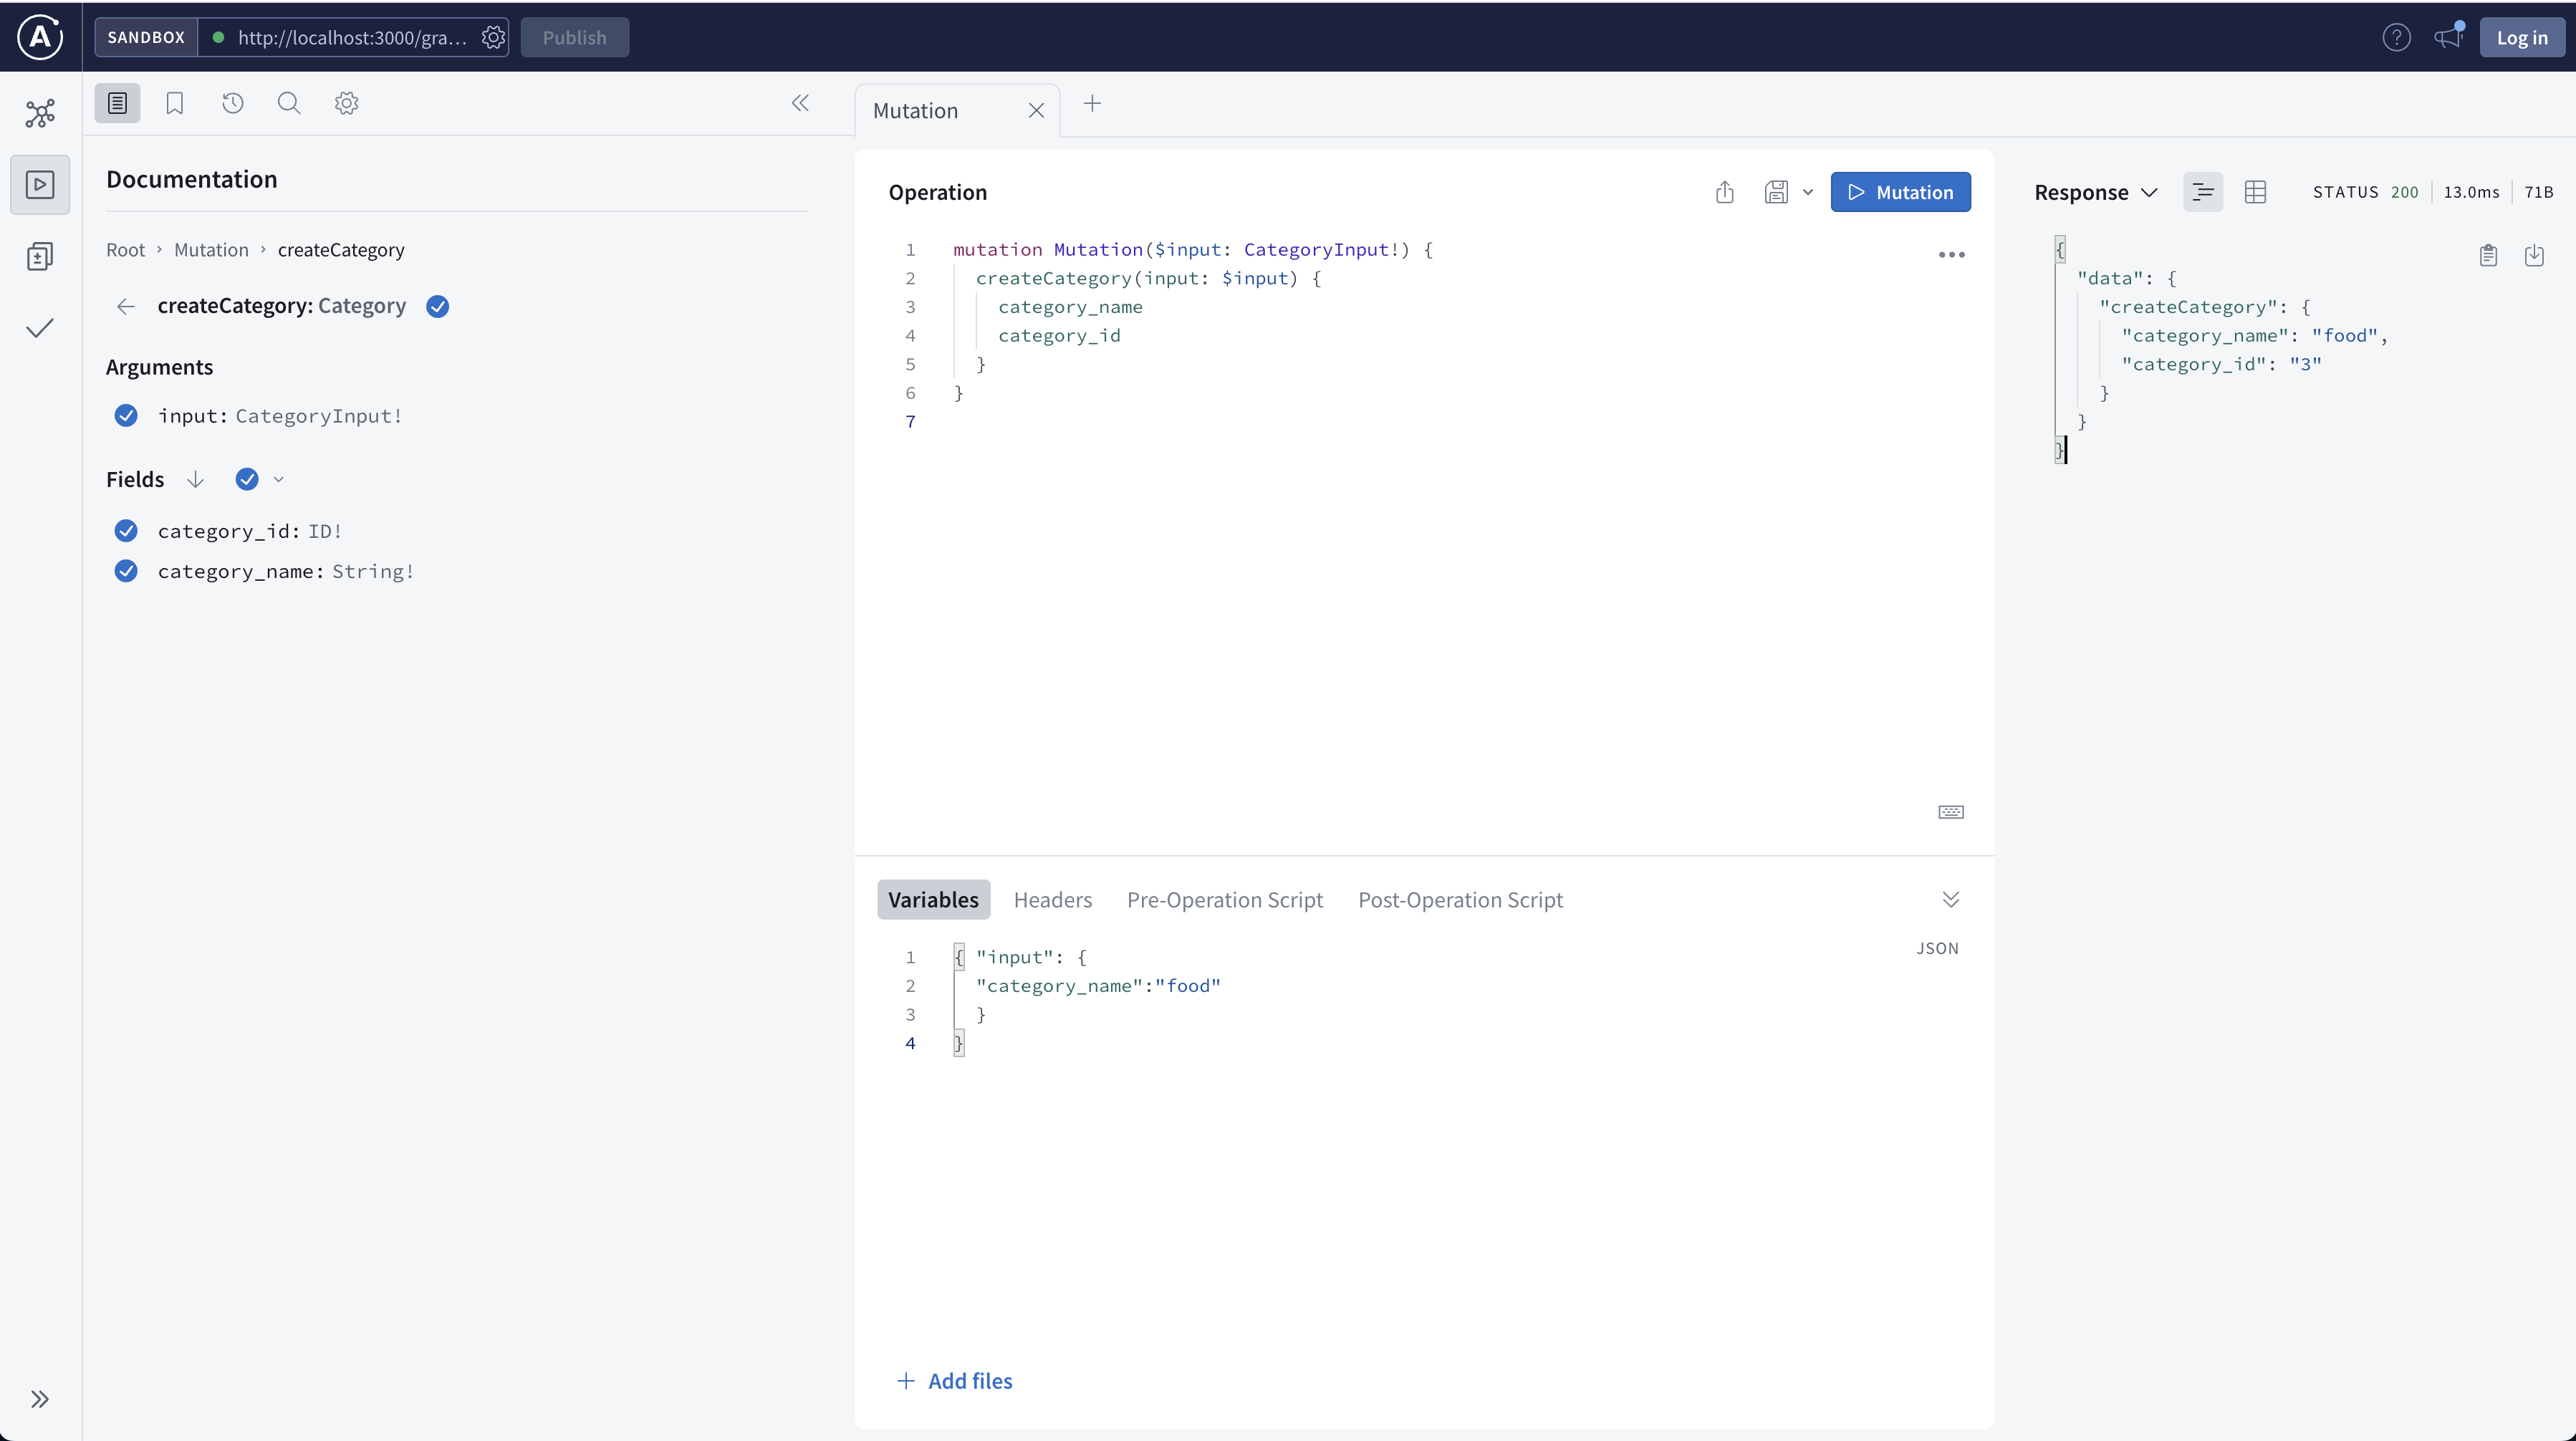 SANDBOX http://localhost:3000/gra... Publish Log in
Documentation
Root › Mutation › createCategory
createCategory: Category
Arguments
input: CategoryInput!
Fields
category_id: ID!
category_name: String!
Mutation
Operation
Mutation
1 mutation Mutation($input: CategoryInput!) {
2 createCategory(input: $input) {
3 category_name
4 category_id
5 }
6 }
7
Variables Headers Pre-Operation Script Post-Operation Script
JSON
1 { "input": {
2 "category_name":"food"
3 }
4 }
+ Add files
Response STATUS 200 13.0ms 71B
{
"data": {
"createCategory": {
"category_name": "food",
"category_id": "3"
}
}
}